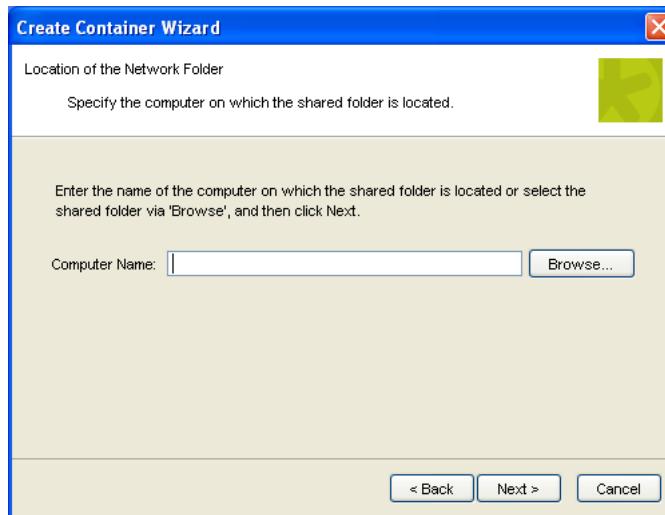 Create Container Wizard
Location of the Network Folder
Specify the computer on which the shared folder is located.
Enter the name of the computer on which the shared folder is located or select the
shared folder via 'Browse', and then click Next.
Computer Name:
Browse...
< Back
Next >
Cancel